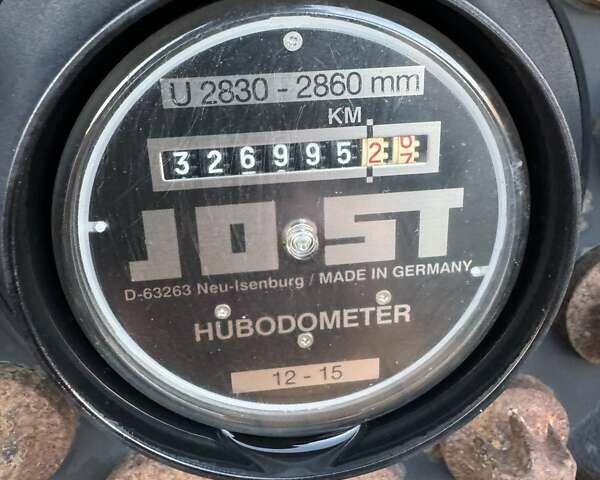 U 2830 - 2860 mm
KM
3269952
JOST
D-63263 Neu-Isenburg / MADE IN GERMANY
HUBODOMETER
12 - 15